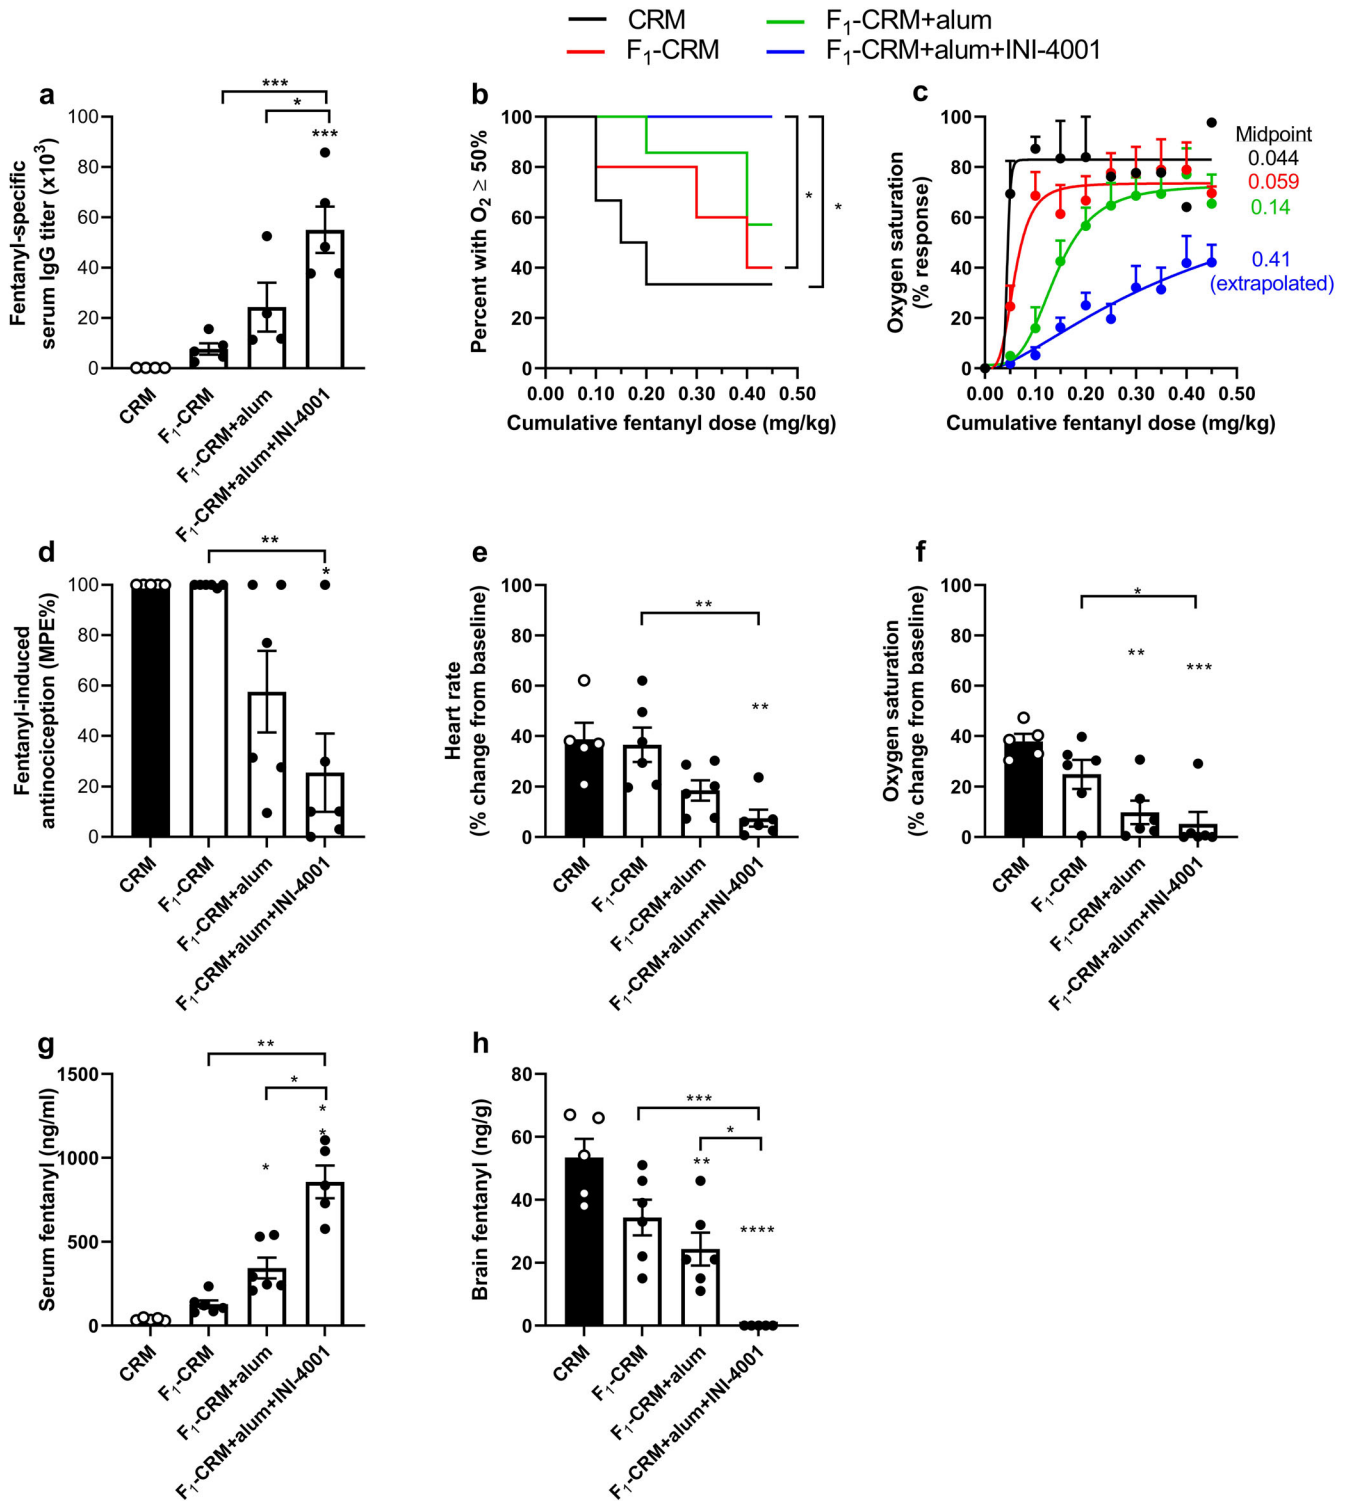 CRM
F₁-CRM+alum
F₁-CRM
F₁-CRM+alum+INI-4001
a
Fentanyl-specific
serum IgG titer (x10³)
100
80
60
40
20
0
***
*
***
CRM
F₁-CRM
F₁-CRM+alum
F₁-CRM+alum+INI-4001
b
Percent with O₂ ≥ 50%
100
80
60
40
20
0
*
*
0.00
0.10
0.20
0.30
0.40
0.50
Cumulative fentanyl dose (mg/kg)
c
Oxygen saturation
(% response)
100
80
60
40
20
0
Midpoint
0.044
0.059
0.14
0.41
(extrapolated)
0.00
0.10
0.20
0.30
0.40
0.50
Cumulative fentanyl dose (mg/kg)
d
Fentanyl-induced
antinociception (MPE%)
100
80
60
40
20
0
**
*
CRM
F₁-CRM
F₁-CRM+alum
F₁-CRM+alum+INI-4001
e
Heart rate
(% change from baseline)
100
80
60
40
20
0
**
**
CRM
F₁-CRM
F₁-CRM+alum
F₁-CRM+alum+INI-4001
f
Oxygen saturation
(% change from baseline)
100
80
60
40
20
0
*
**
***
CRM
F₁-CRM
F₁-CRM+alum
F₁-CRM+alum+INI-4001
g
Serum fentanyl (ng/ml)
1500
1000
500
0
**
*
*
*
*
CRM
F₁-CRM
F₁-CRM+alum
F₁-CRM+alum+INI-4001
h
Brain fentanyl (ng/g)
80
60
40
20
0
***
*
**
****
CRM
F₁-CRM
F₁-CRM+alum
F₁-CRM+alum+INI-4001